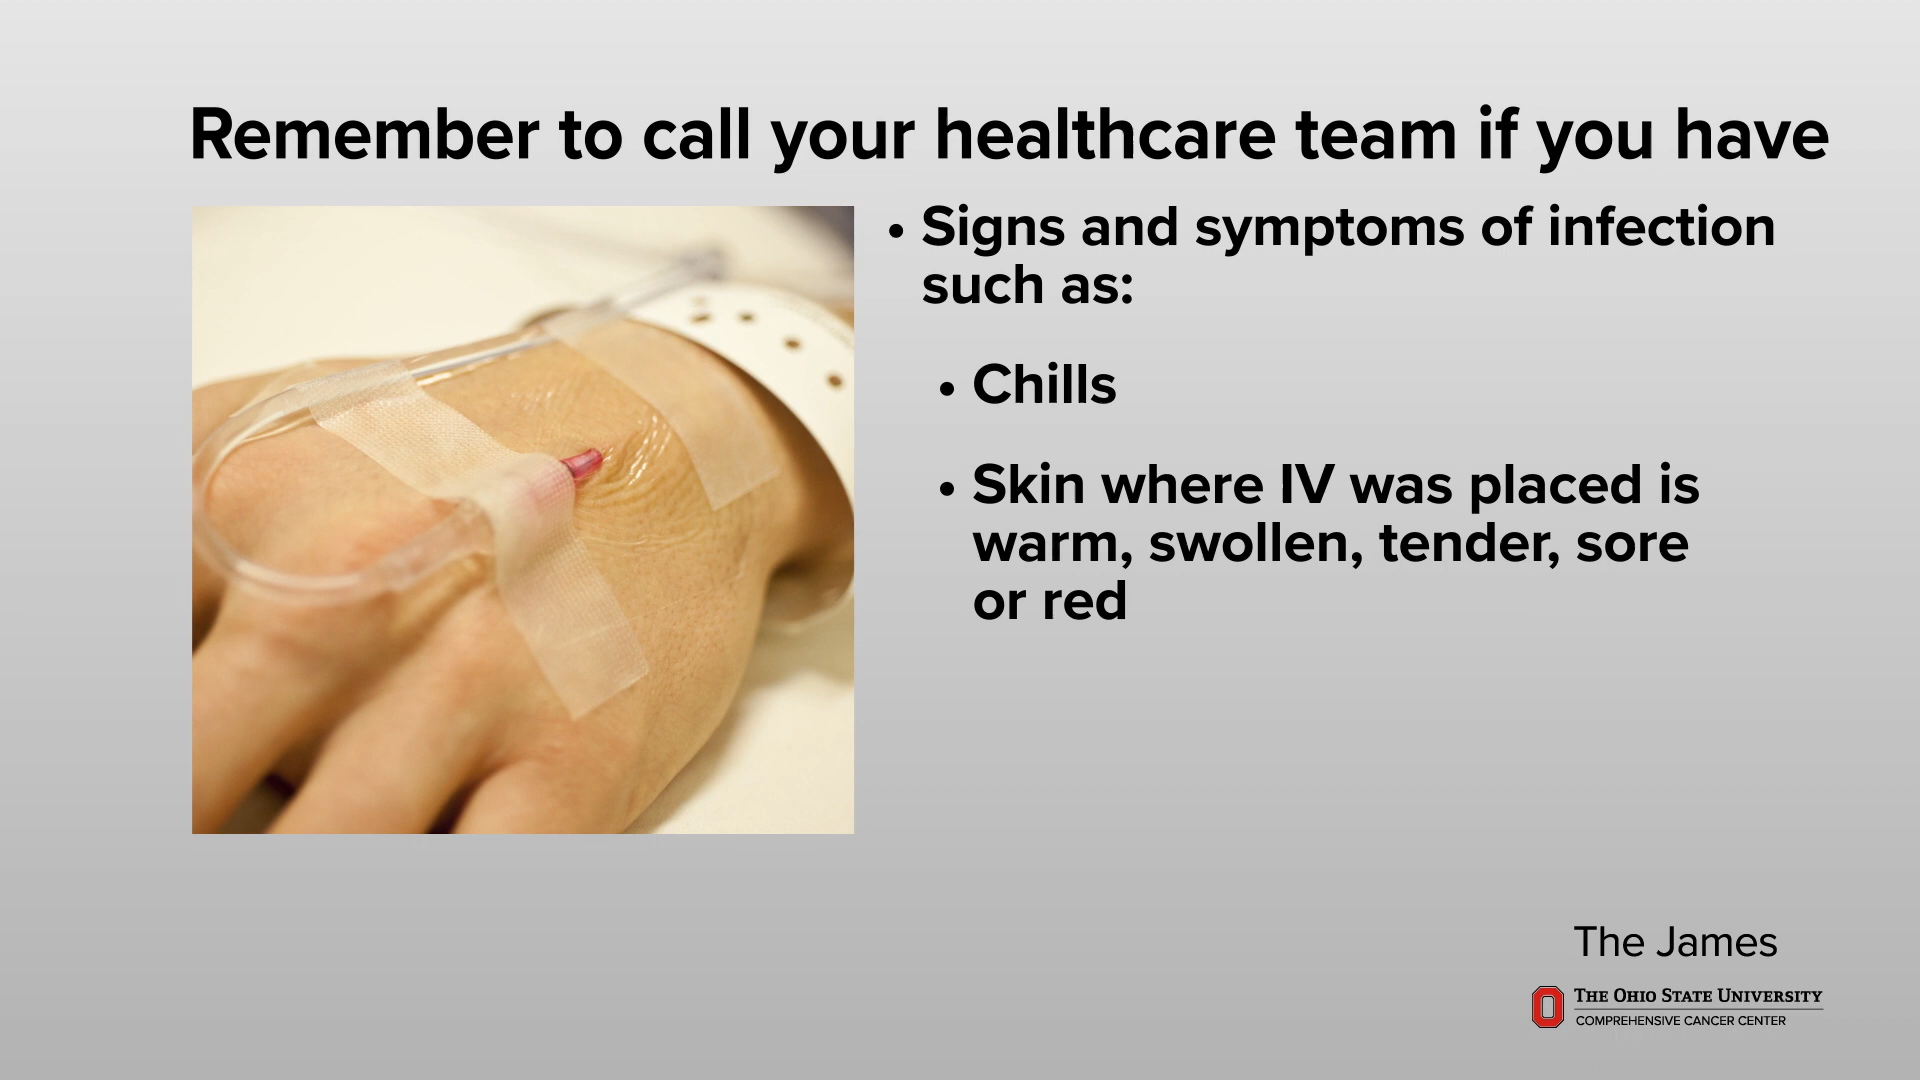 Remember to call your healthcare team if you have
• Signs and symptoms of infection
such as:
• Chills
• Skin where IV was placed is
warm, swollen, tender, sore
or red
The James
THE OHIO STATE UNIVERSITY
COMPREHENSIVE CANCER CENTER